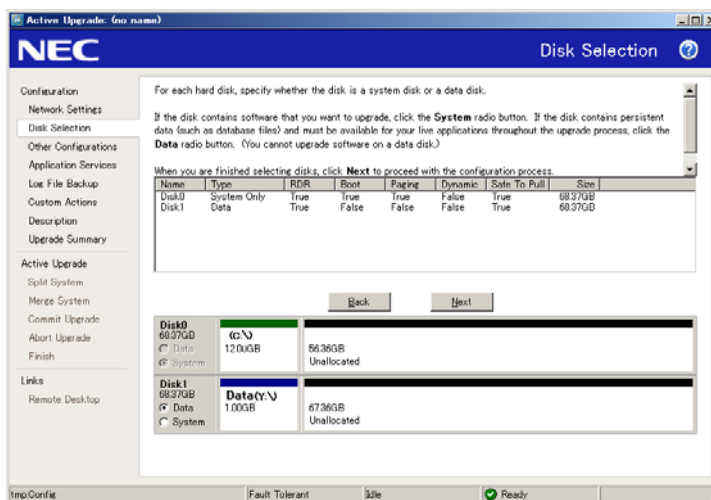 Active Upgrade: (no name)
NEC
Disk Selection
Configuration
Network Settings
Disk Selection
Other Configurations
Application Services
Log File Backup
Custom Actions
Description
Upgrade Summary
Active Upgrade
Split System
Merge System
Commit Upgrade
Abort Upgrade
Finish
Links
Remote Desktop
For each hard disk, specify whether the disk is a system disk or a data disk.
If the disk contains software that you want to upgrade, click the System radio button. If the disk contains persistent
data (such as database files) and must be available for your live applications throughout the upgrade process, click the
Data radio button. (You cannot upgrade software on a data disk.)
When you are finished selecting disks, click Next to proceed with the configuration process.
Name Type RDR Boot Paging Dynamic Safe To Pull Size
Disk0 System Only True True True False True 68.37GB
Disk1 Data True False False False True 68.37GB
Back Next
Disk0
68.37GB
Data
System
(C:\)
12.00GB
56.36GB
Unallocated
Disk1
68.37GB
Data
System
Data(Y:\)
1.00GB
67.36GB
Unallocated
tmp.Config Fault Tolerant Idle Ready